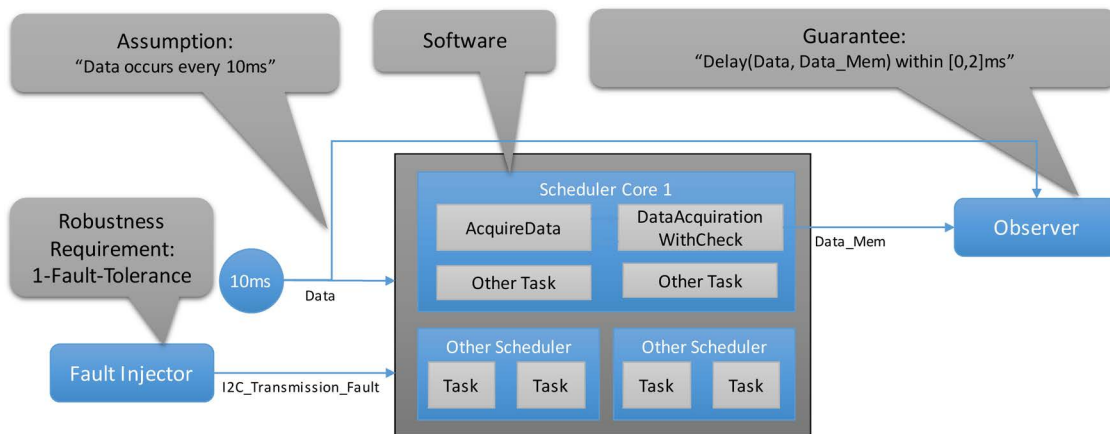 Assumption:
“Data occurs every 10ms”
Software
Guarantee:
“Delay(Data, Data_Mem) within [0,2]ms”
Robustness
Requirement:
1-Fault-Tolerance
10ms
Data
Fault Injector
I2C_Transmission_Fault
Scheduler Core 1
AcquireData
DataAcquiration
WithCheck
Other Task
Other Task
Data_Mem
Observer
Other Scheduler
Task
Task
Other Scheduler
Task
Task